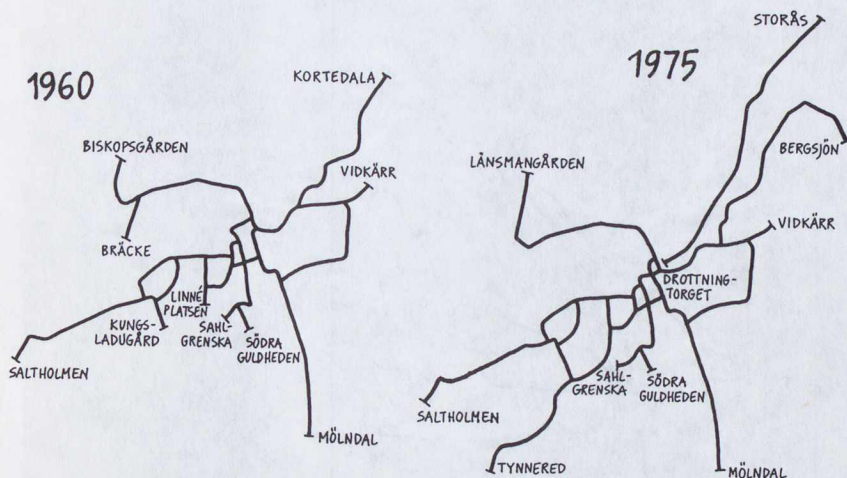 1960
KORTEDALA
BISKOPSGÅRDEN
VIDKÄRR
BRÄCKE
LINNÉ
PLATSEN
KUNGS-
LADUGÅRD
SAHL-
GRENSKA
SÖDRA
GULDHEDEN
SALTHOLMEN
MÖLNDAL
1975
STORÅS
BERGSJÖN
LÄNSMANGÅRDEN
VIDKÄRR
DROTTNING-
TORGET
SAHL-
GRENSKA
SÖDRA
GULDHEDEN
SALTHOLMEN
TYNNERED
MÖLNDAL